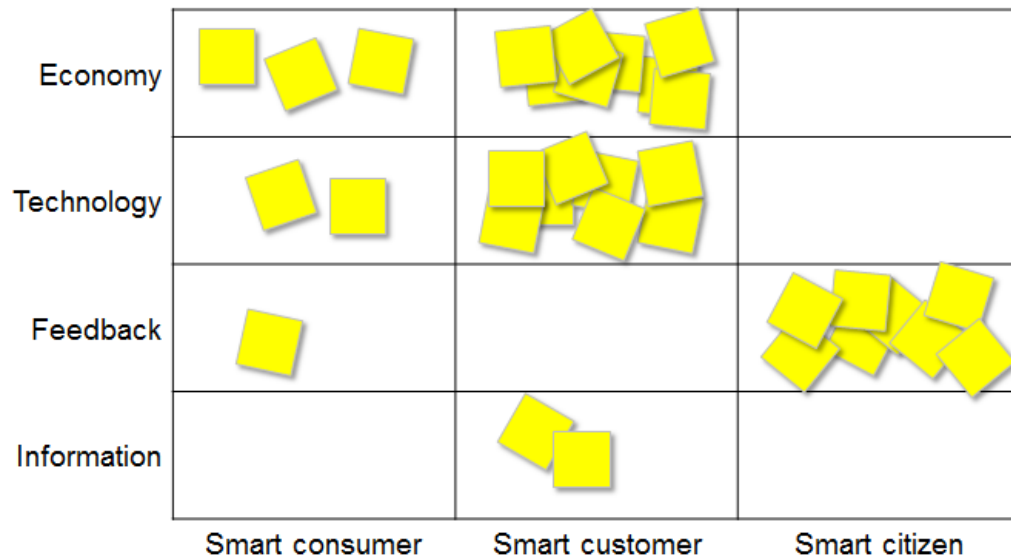 Economy
Technology
Feedback
Information
Smart consumer
Smart customer
Smart citizen